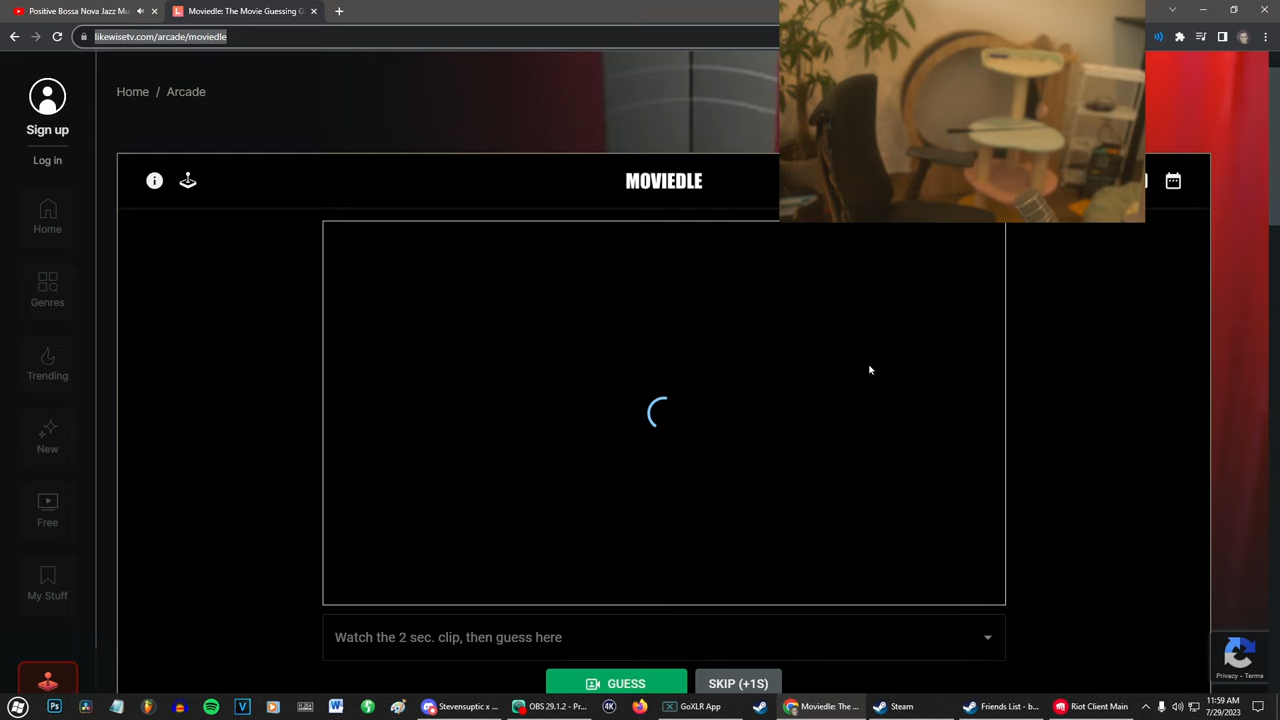 Positive Bossa Nova Jazz Mu
Moviedle: The Movie Guessing G
likewisetv.com/arcade/moviedle
Sign up
Log in
Home
Genres
Trending
New
Free
My Stuff
Home / Arcade
MOVIEDLE
Watch the 2 sec. clip, then guess here
GUESS
SKIP (+1S)
Privacy - Terms
Ps
W
V
4K
Stevensuptic x ...
OBS 29.1.2 - Pr...
GoXLR App
Moviedle: The ...
Steam
Friends List - b...
Riot Client Main
11:59 AM
7/29/2023